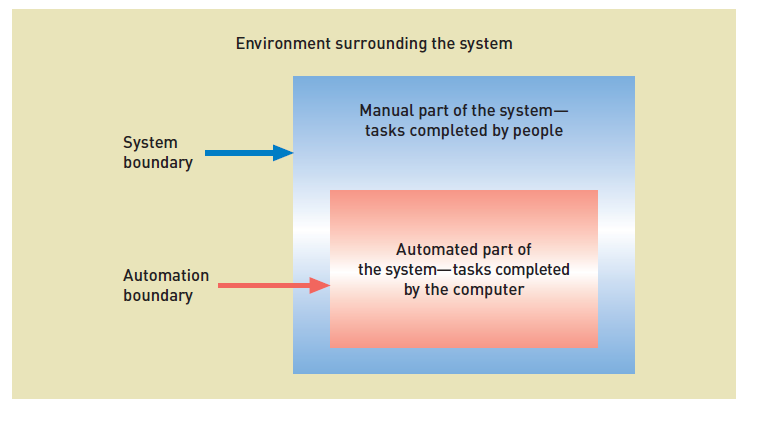 Environment surrounding the system
Manual part of the system—
tasks completed by people
System
boundary
Automated part of
the system—tasks completed
by the computer
Automation
boundary